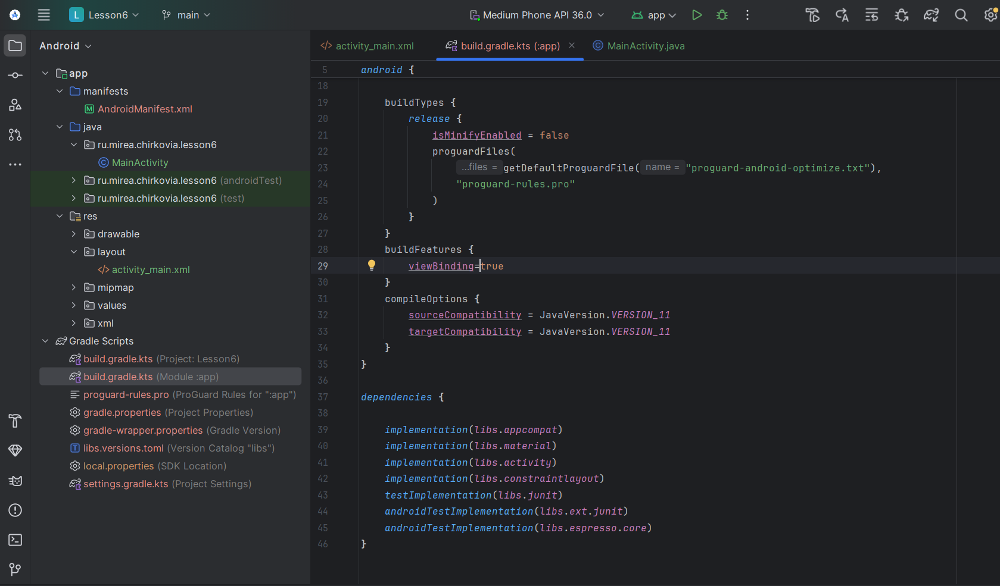 L Lesson6 main Medium Phone API 36.0 app
Android
app
manifests
AndroidManifest.xml
java
ru.mirea.chirkovia.lesson6
MainActivity
ru.mirea.chirkovia.lesson6 (androidTest)
ru.mirea.chirkovia.lesson6 (test)
res
drawable
layout
activity_main.xml
mipmap
values
xml
Gradle Scripts
build.gradle.kts (Project: Lesson6)
build.gradle.kts (Module :app)
proguard-rules.pro (ProGuard Rules for ":app")
gradle.properties (Project Properties)
gradle-wrapper.properties (Gradle Version)
libs.versions.toml (Version Catalog "libs")
local.properties (SDK Location)
settings.gradle.kts (Project Settings)
activity_main.xml build.gradle.kts (:app) MainActivity.java
5 android {
18
19 buildTypes {
20 release {
21 isMinifyEnabled = false
22 proguardFiles(
23 ...files = getDefaultProguardFile( name = "proguard-android-optimize.txt"),
24 "proguard-rules.pro"
25 )
26 }
27 }
28 buildFeatures {
29 viewBinding=true
30 }
31 compileOptions {
32 sourceCompatibility = JavaVersion.VERSION_11
33 targetCompatibility = JavaVersion.VERSION_11
34 }
35 }
36
37 dependencies {
38
39 implementation(libs.appcompat)
40 implementation(libs.material)
41 implementation(libs.activity)
42 implementation(libs.constraintlayout)
43 testImplementation(libs.junit)
44 androidTestImplementation(libs.ext.junit)
45 androidTestImplementation(libs.espresso.core)
46 }